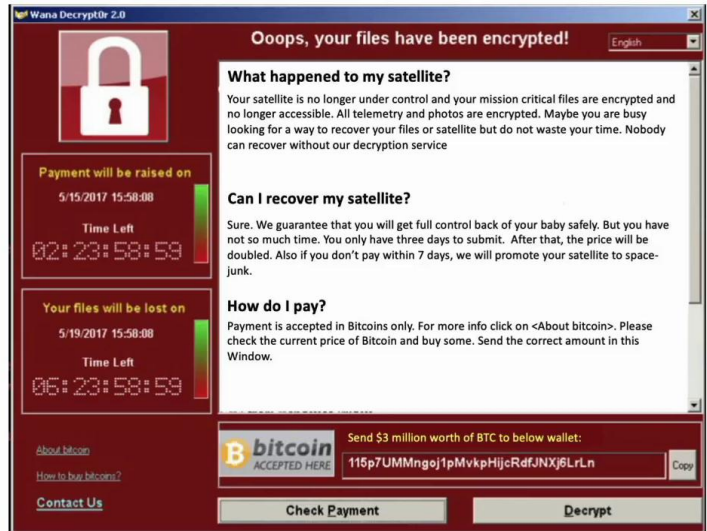 Wana Decrypt0r 2.0
Ooops, your files have been encrypted!
English
What happened to my satellite?
Your satellite is no longer under control and your mission critical files are encrypted and
no longer accessible. All telemetry and photos are encrypted. Maybe you are busy
looking for a way to recover your files or satellite but do not waste your time. Nobody
can recover without our decryption service
Can I recover my satellite?
Sure. We guarantee that you will get full control back of your baby safely. But you have
not so much time. You only have three days to submit.  After that, the price will be
doubled. Also if you don't pay within 7 days, we will promote your satellite to space-
junk.
How do I pay?
Payment is accepted in Bitcoins only. For more info click on <About bitcoin>. Please
check the current price of Bitcoin and buy some. Send the correct amount in this
Window.
Payment will be raised on
5/15/2017 15:58:08
Time Left
02:23:58:59
Your files will be lost on
5/19/2017 15:58:08
Time Left
06:23:58:59
About bitcoin
How to buy bitcoins?
Contact Us
bitcoin
ACCEPTED HERE
Send $3 million worth of BTC to below wallet:
115p7UMMngoj1pMvkpHijcRdfJNXj6LrLn
Copy
Check Payment
Decrypt